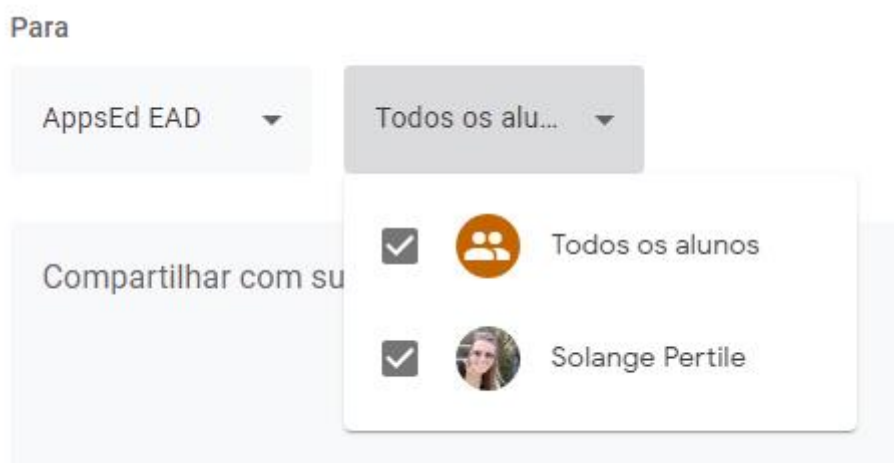 Para
AppsEd EAD
Todos os alu...
Todos os alunos
Compartilhar com su
Solange Pertile